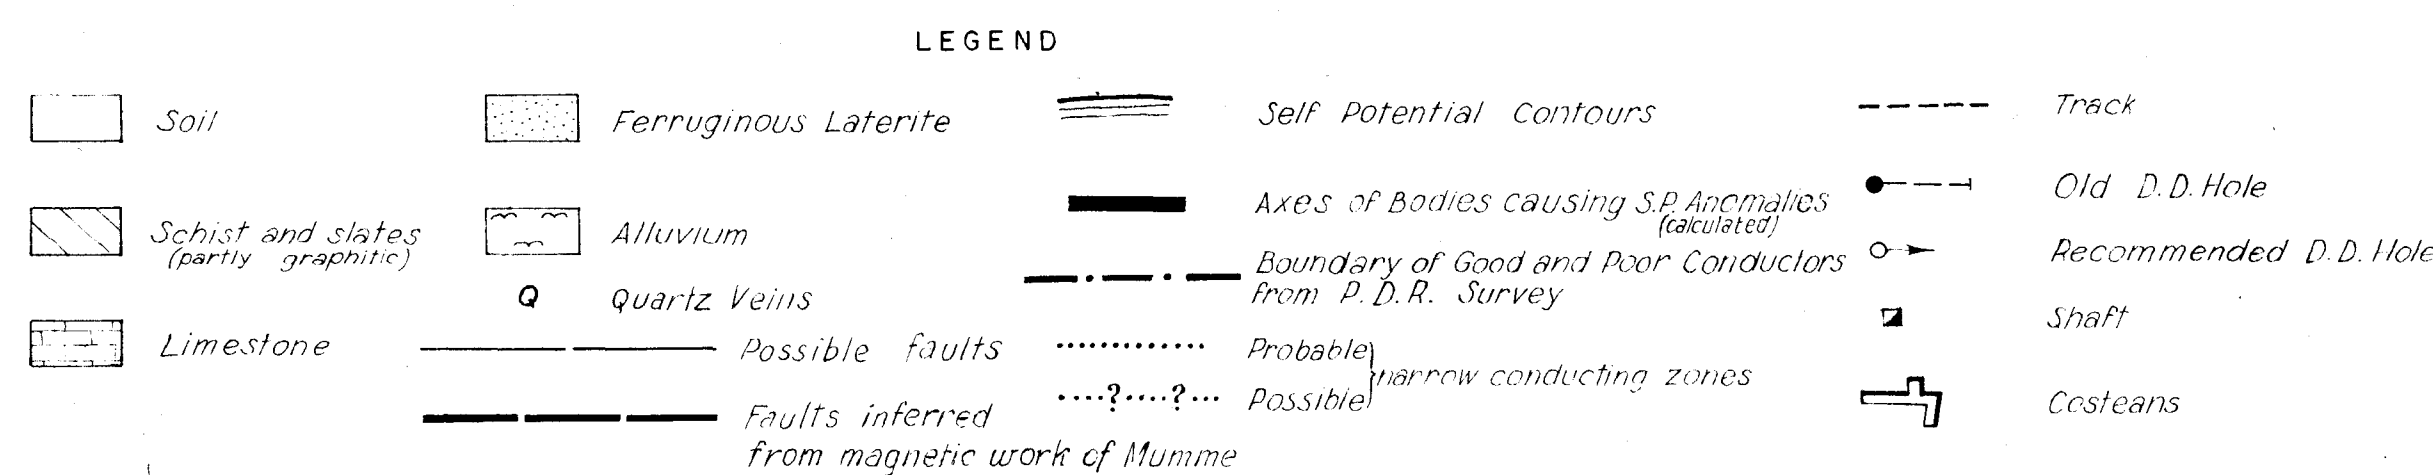 LEGEND
Soil
Schist and slates
(partly graphitic)
Limestone
Ferruginous Laterite
Alluvium
Q Quartz Veins
Possible faults
Faults inferred
from magnetic work of Mumme
Self Potential Contours
Axes of Bodies causing S.P. Anomalies
(calculated)
Boundary of Good and Poor Conductors
from P.D.R. Survey
Probable
....?....?... Possible
narrow conducting zones
Track
Old D.D. Hole
Recommended D.D. Hole
Shaft
Costeans